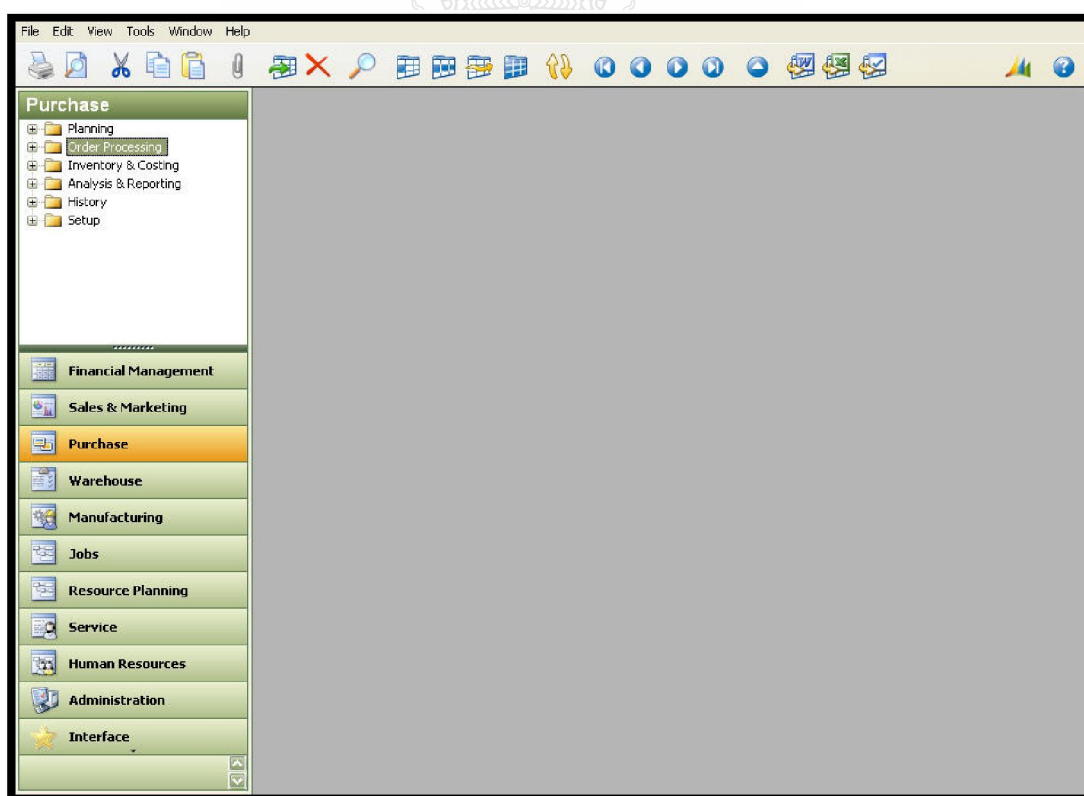 File Edit View Tools Window Help
Purchase
Planning
Order Processing
Inventory & Costing
Analysis & Reporting
History
Setup
Financial Management
Sales & Marketing
Purchase
Warehouse
Manufacturing
Jobs
Resource Planning
Service
Human Resources
Administration
Interface